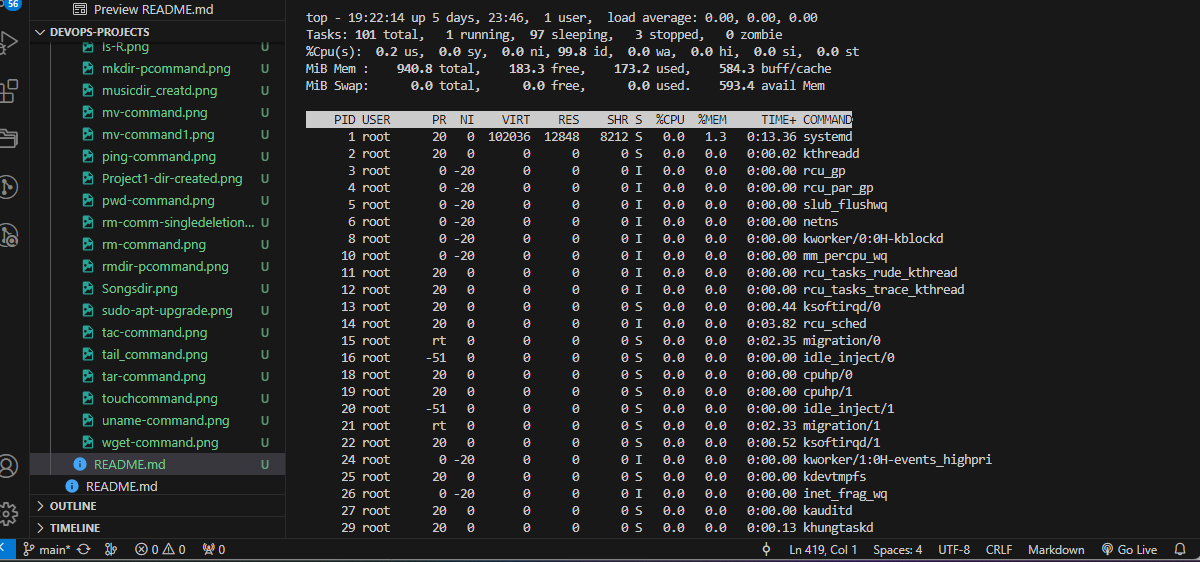 56
Preview README.md
DEVOPS-PROJECTS
ls-R.png U
mkdir-pcommand.png U
musicdir_creatd.png U
mv-command.png U
mv-command1.png U
ping-command.png U
Project1-dir-created.png U
pwd-command.png U
rm-comm-singledeletion... U
rm-command.png U
rmdir-pcommand.png U
Songsdir.png U
sudo-apt-upgrade.png U
tac-command.png U
tail_command.png U
tar-command.png U
touchcommand.png U
uname-command.png U
wget-command.png U
README.md U
README.md
OUTLINE
TIMELINE
top - 19:22:14 up 5 days, 23:46, 1 user, load average: 0.00, 0.00, 0.00
Tasks: 101 total, 1 running, 97 sleeping, 3 stopped, 0 zombie
%Cpu(s): 0.2 us, 0.0 sy, 0.0 ni, 99.8 id, 0.0 wa, 0.0 hi, 0.0 si, 0.0 st
MiB Mem : 940.8 total, 183.3 free, 173.2 used, 584.3 buff/cache
MiB Swap: 0.0 total, 0.0 free, 0.0 used. 593.4 avail Mem
PID USER PR NI VIRT RES SHR S %CPU %MEM TIME+ COMMAND
1 root 20 0 102036 12848 8212 S 0.0 1.3 0:13.36 systemd
2 root 20 0 0 0 0 S 0.0 0.0 0:00.02 kthreadd
3 root 0 -20 0 0 0 I 0.0 0.0 0:00.00 rcu_gp
4 root 0 -20 0 0 0 I 0.0 0.0 0:00.00 rcu_par_gp
5 root 0 -20 0 0 0 I 0.0 0.0 0:00.00 slub_flushwq
6 root 0 -20 0 0 0 I 0.0 0.0 0:00.00 netns
8 root 0 -20 0 0 0 I 0.0 0.0 0:00.00 kworker/0:0H-kblockd
10 root 0 -20 0 0 0 I 0.0 0.0 0:00.00 mm_percpu_wq
11 root 20 0 0 0 0 I 0.0 0.0 0:00.00 rcu_tasks_rude_kthread
12 root 20 0 0 0 0 I 0.0 0.0 0:00.00 rcu_tasks_trace_kthread
13 root 20 0 0 0 0 S 0.0 0.0 0:00.44 ksoftirqd/0
14 root 20 0 0 0 0 I 0.0 0.0 0:03.82 rcu_sched
15 root rt 0 0 0 0 S 0.0 0.0 0:02.35 migration/0
16 root -51 0 0 0 0 S 0.0 0.0 0:00.00 idle_inject/0
18 root 20 0 0 0 0 S 0.0 0.0 0:00.00 cpuhp/0
19 root 20 0 0 0 0 S 0.0 0.0 0:00.00 cpuhp/1
20 root -51 0 0 0 0 S 0.0 0.0 0:00.00 idle_inject/1
21 root rt 0 0 0 0 S 0.0 0.0 0:02.33 migration/1
22 root 20 0 0 0 0 S 0.0 0.0 0:00.52 ksoftirqd/1
24 root 0 -20 0 0 0 I 0.0 0.0 0:00.00 kworker/1:0H-events_highpri
25 root 20 0 0 0 0 S 0.0 0.0 0:00.00 kdevtmpfs
26 root 0 -20 0 0 0 I 0.0 0.0 0:00.00 inet_frag_wq
27 root 20 0 0 0 0 S 0.0 0.0 0:00.00 kauditd
29 root 20 0 0 0 0 S 0.0 0.0 0:00.13 khungtaskd
main* 0 0 0 Ln 419, Col 1 Spaces: 4 UTF-8 CRLF Markdown Go Live